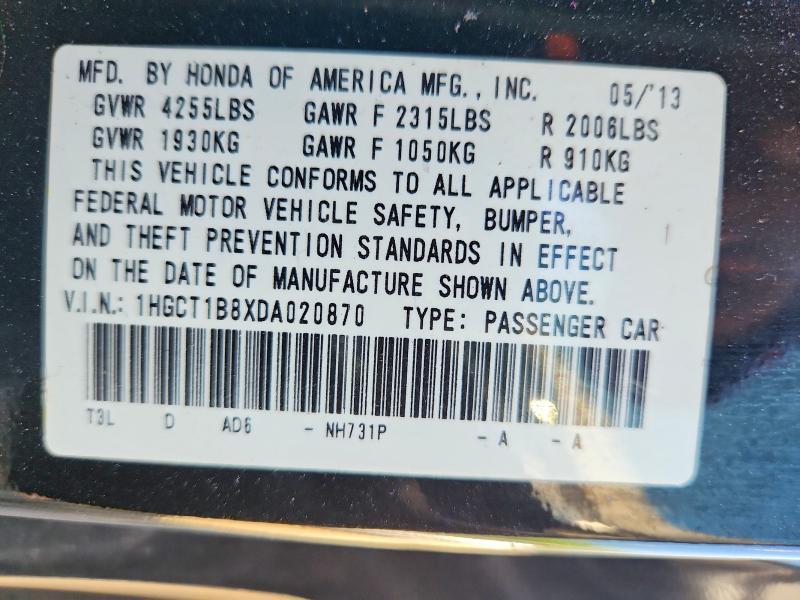 MFD. BY HONDA OF AMERICA MFG., INC. 05/'13
GVWR 4255LBS GAWR F 2315LBS R 2006LBS
GVWR 1930KG GAWR F 1050KG R 910KG
THIS VEHICLE CONFORMS TO ALL APPLICABLE
FEDERAL MOTOR VEHICLE SAFETY, BUMPER,
AND THEFT PREVENTION STANDARDS IN EFFECT
ON THE DATE OF MANUFACTURE SHOWN ABOVE.
V.I.N.: 1HGCT1B8XDA020870 TYPE: PASSENGER CAR
T3L D AD6 - NH731P - A - A